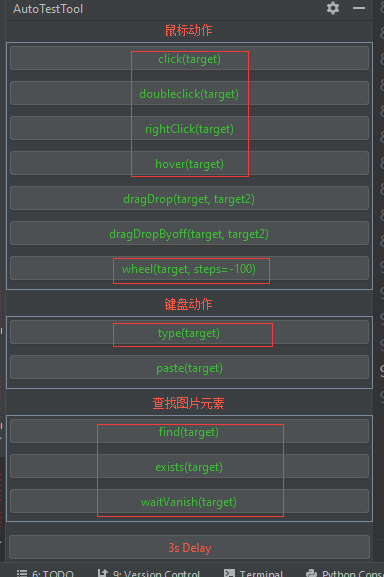 AutoTestTool
鼠标动作
click(target)
doubleclick(target)
rightClick(target)
hover(target)
dragDrop(target, target2)
dragDropByoff(target, target2)
wheel(target, steps=-100)
键盘动作
type(target)
paste(target)
查找图片元素
find(target)
exists(target)
waitVanish(target)
3s Delay
6: TODO 9: Version Control Terminal Python Cons